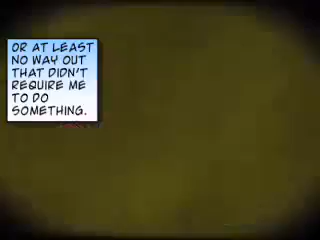 OR AT LEAST
NO WAY OUT
THAT DIDN'T
REQUIRE ME
TO DO
SOMETHING.